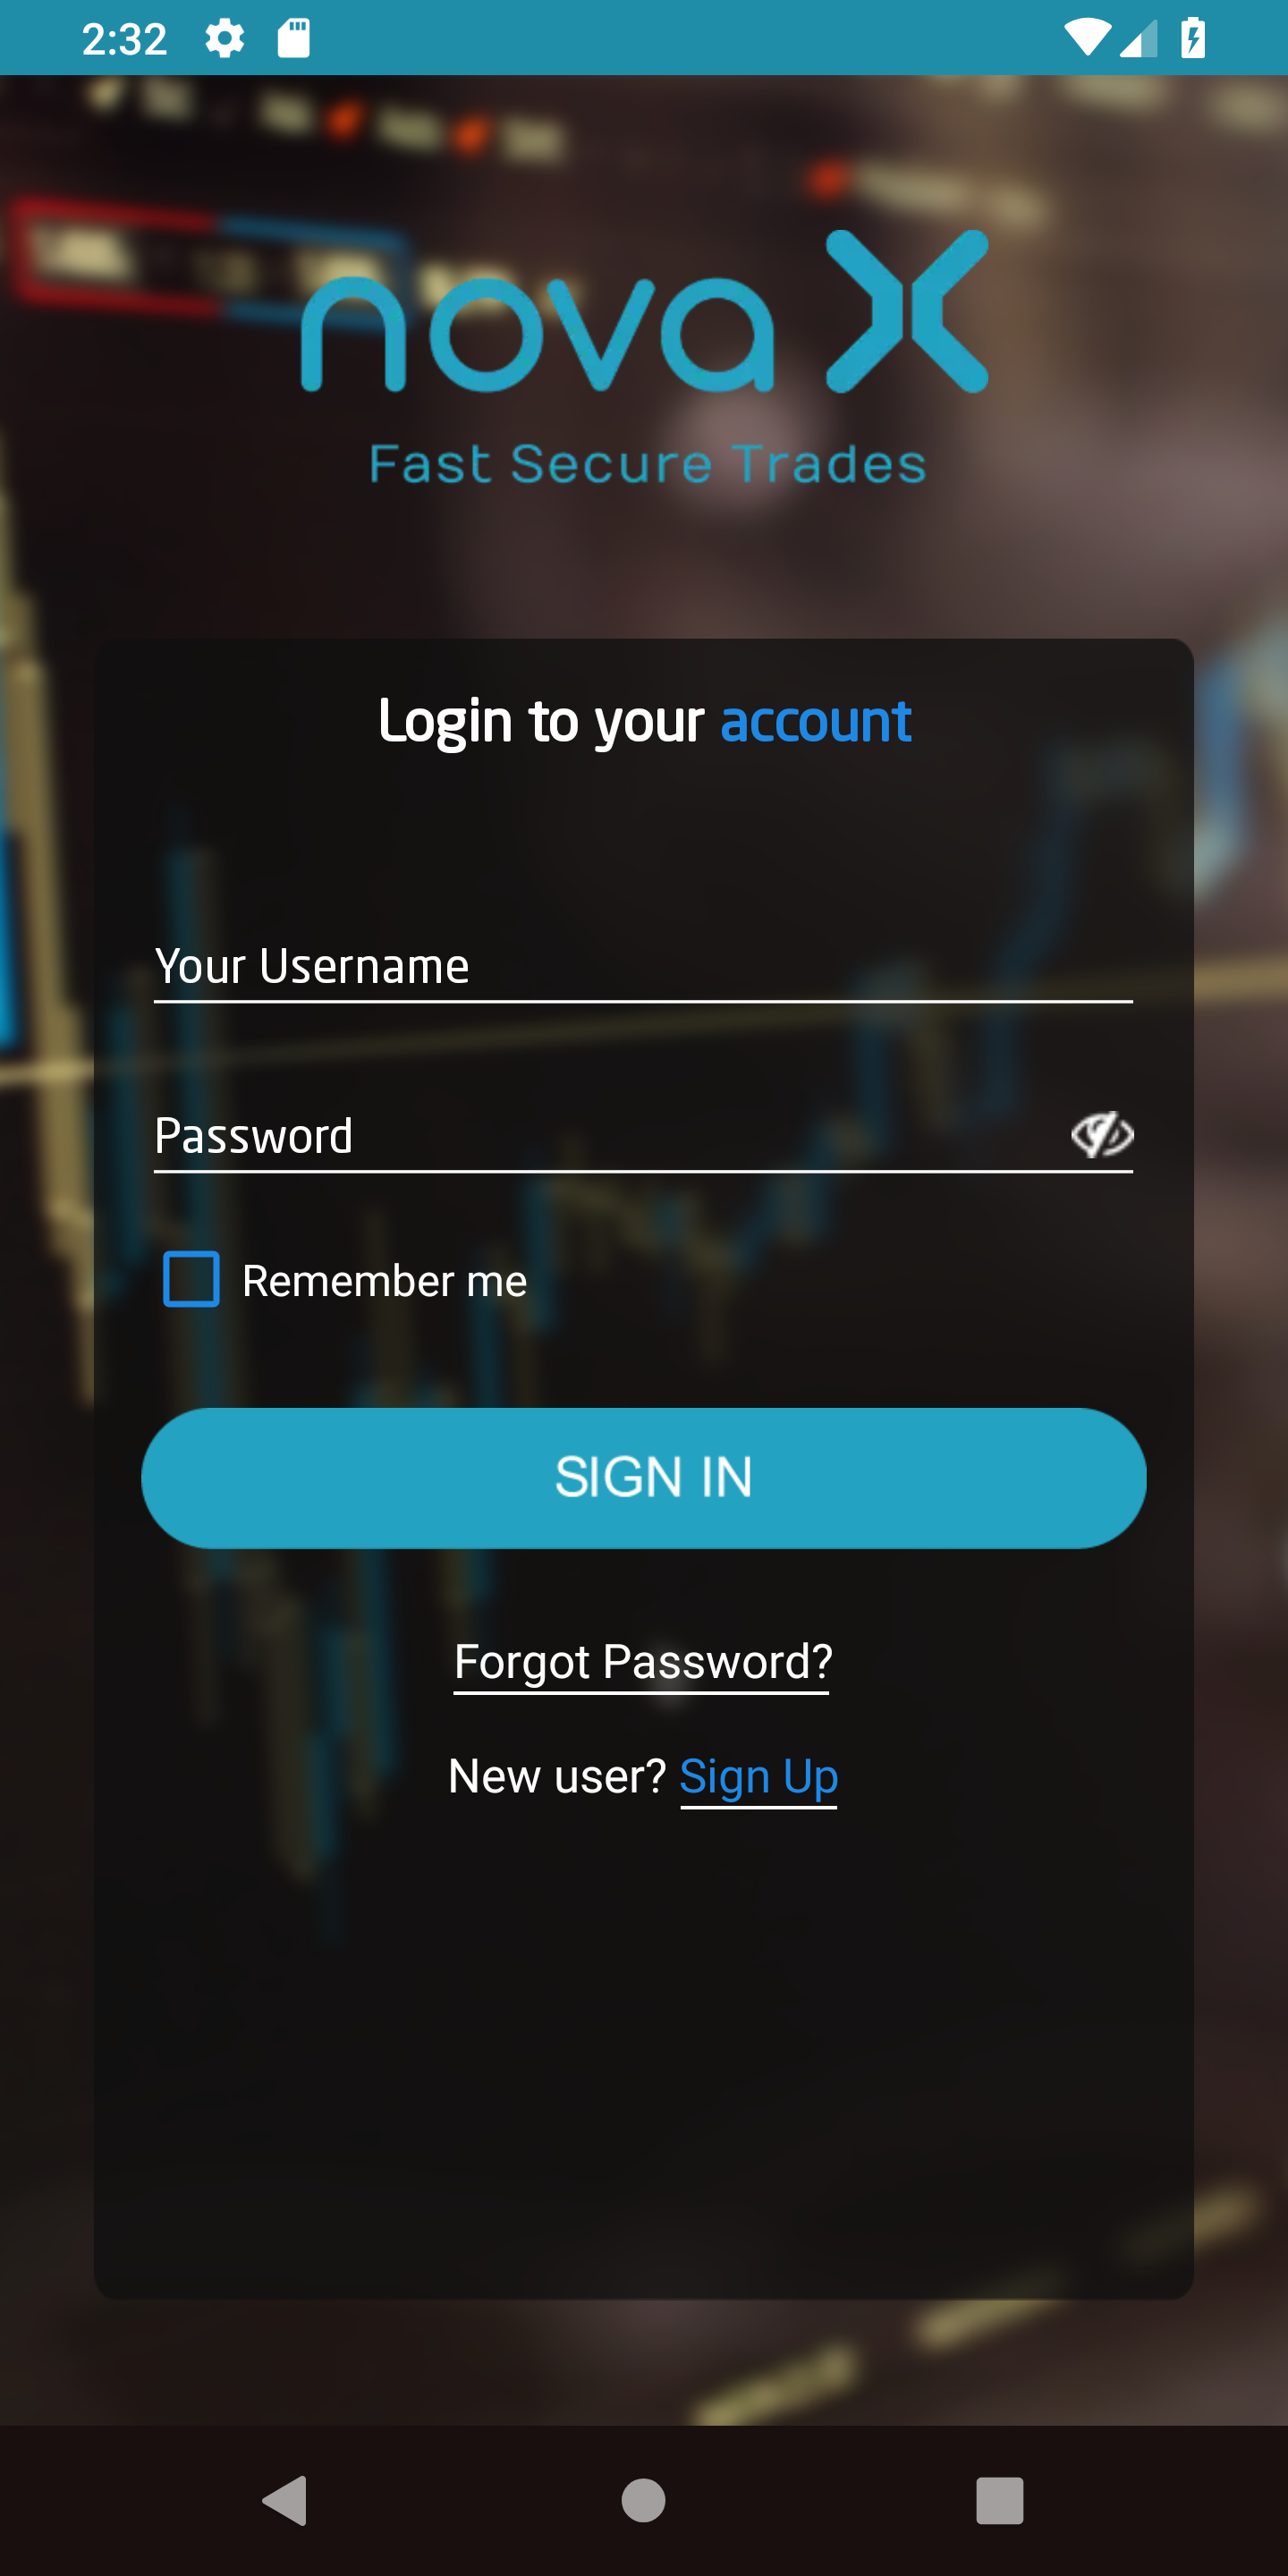 2:32
nova X
Fast Secure Trades
Login to your account
Your Username
Password
Remember me
SIGN IN
Forgot Password?
New user? Sign Up